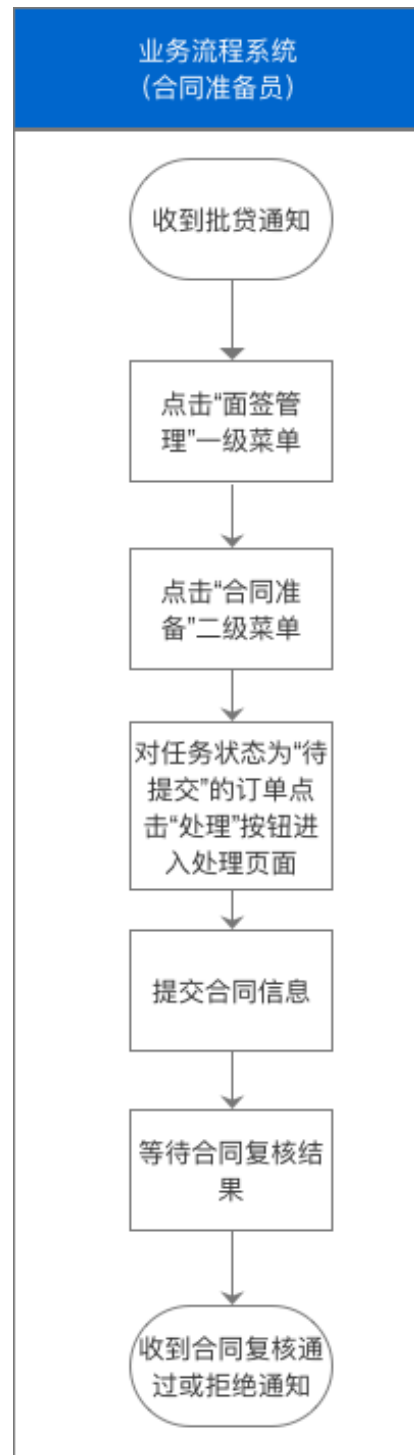 业务流程系统
（合同准备员）
收到批贷通知
点击“面签管
理”一级菜单
点击“合同准
备”二级菜单
对任务状态为“待
提交”的订单点
击“处理”按钮进
入处理页面
提交合同信息
等待合同复核结
果
收到合同复核通
过或拒绝通知